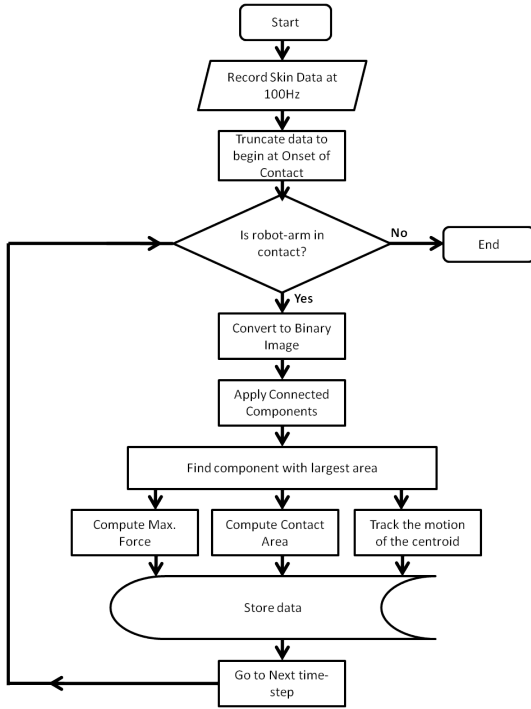 Start
Record Skin Data at
100Hz
Truncate data to
begin at Onset of
Contact
Is robot-arm in
contact?
No
End
Yes
Convert to Binary
Image
Apply Connected
Components
Find component with largest area
Compute Max.
Force
Compute Contact
Area
Track the motion
of the centroid
Store data
Go to Next time-
step